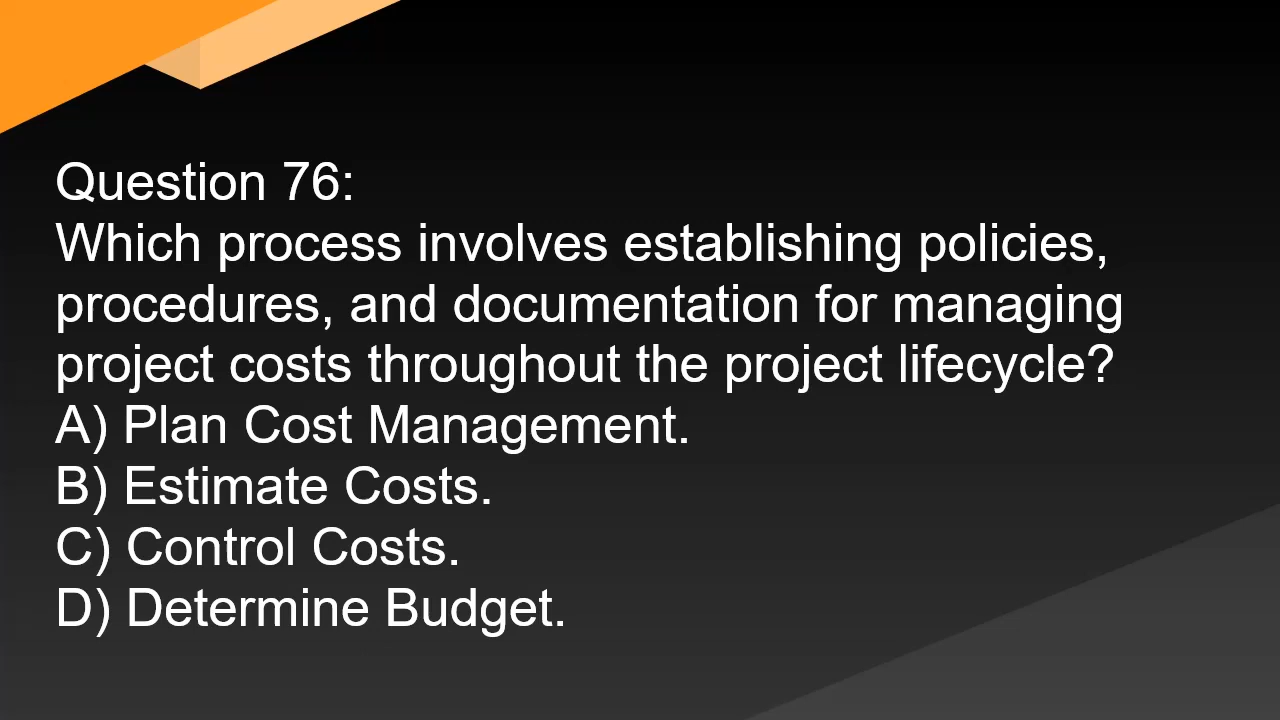 Question 76:
Which process involves establishing policies,
procedures, and documentation for managing
project costs throughout the project lifecycle?
A) Plan Cost Management.
B) Estimate Costs.
C) Control Costs.
D) Determine Budget.